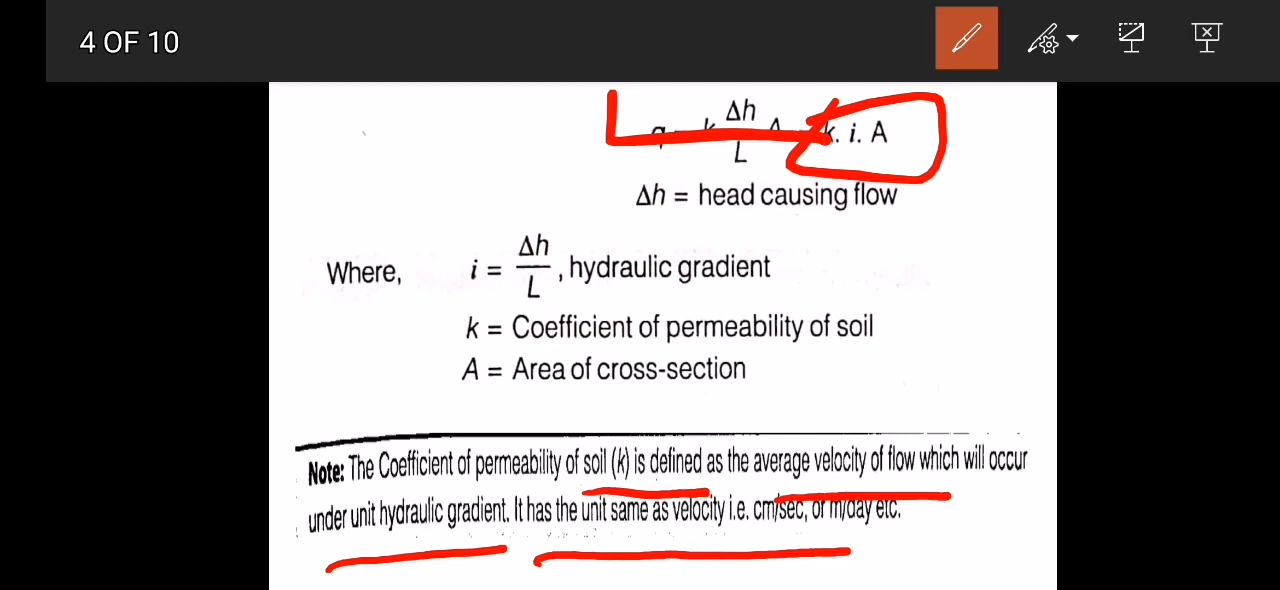 4 OF 10
q = k Δh/L A = k. i. A
Δh = head causing flow
Where, i = Δh/L , hydraulic gradient
k = Coefficient of permeability of soil
A = Area of cross-section
Note: The Coefficient of permeability of soil (k) is defined as the average velocity of flow which will occur
under unit hydraulic gradient. It has the unit same as velocity i.e. cm/sec, or m/day etc.